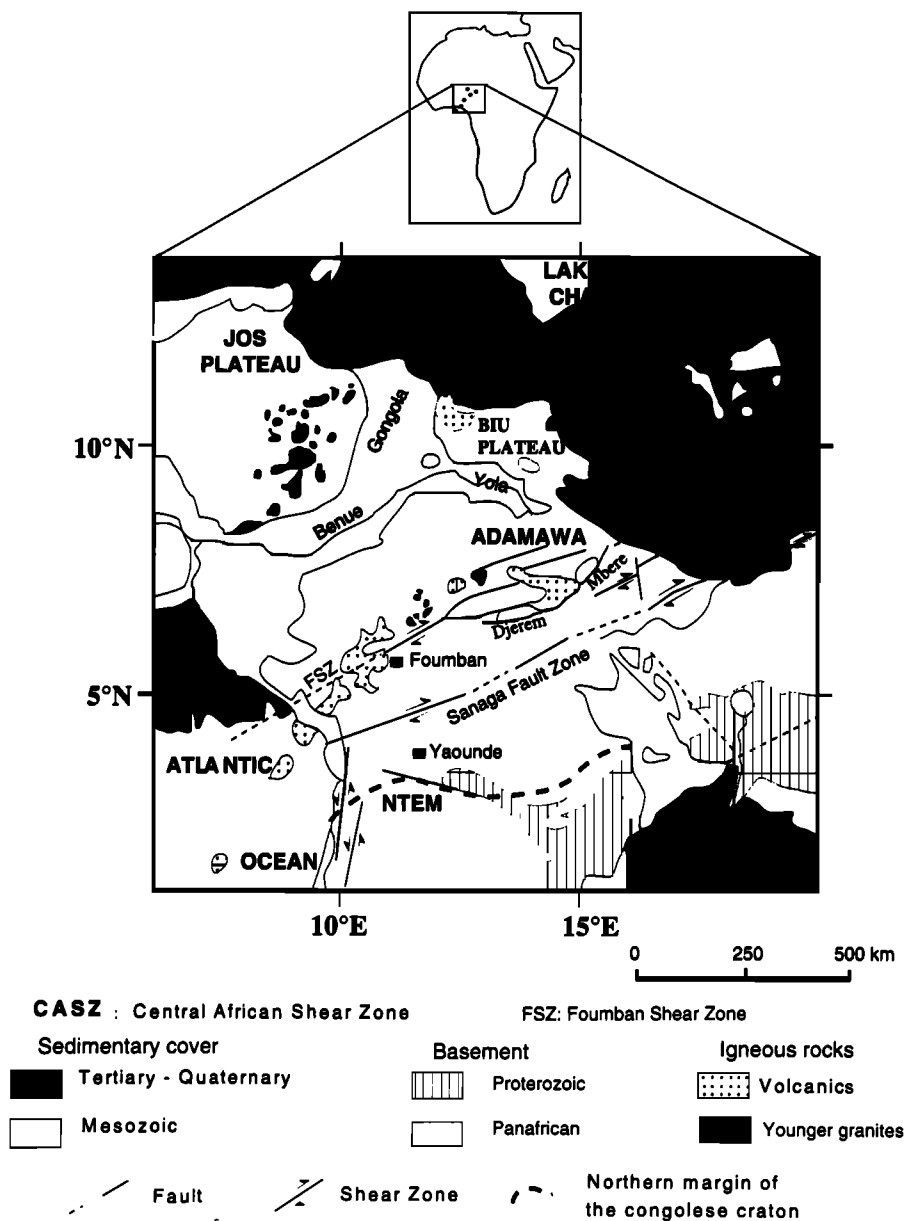 LAK
CHA
JOS
PLATEAU
Gongola
BIU
PLATEAU
10°N
Yola
Benue
ADAMAWA
Mbere
Djerem
FSZ
Foumban
5°N
Sanaga Fault Zone
Yaounde
ATLANTIC
NTEM
OCEAN
10°E
15°E
0
250
500 km
CASZ : Central African Shear Zone
FSZ: Foumban Shear Zone
Sedimentary cover
Basement
Igneous rocks
Tertiary - Quaternary
Proterozoic
Volcanics
Mesozoic
Panafrican
Younger granites
Fault
Shear Zone
Northern margin of
the congolese craton